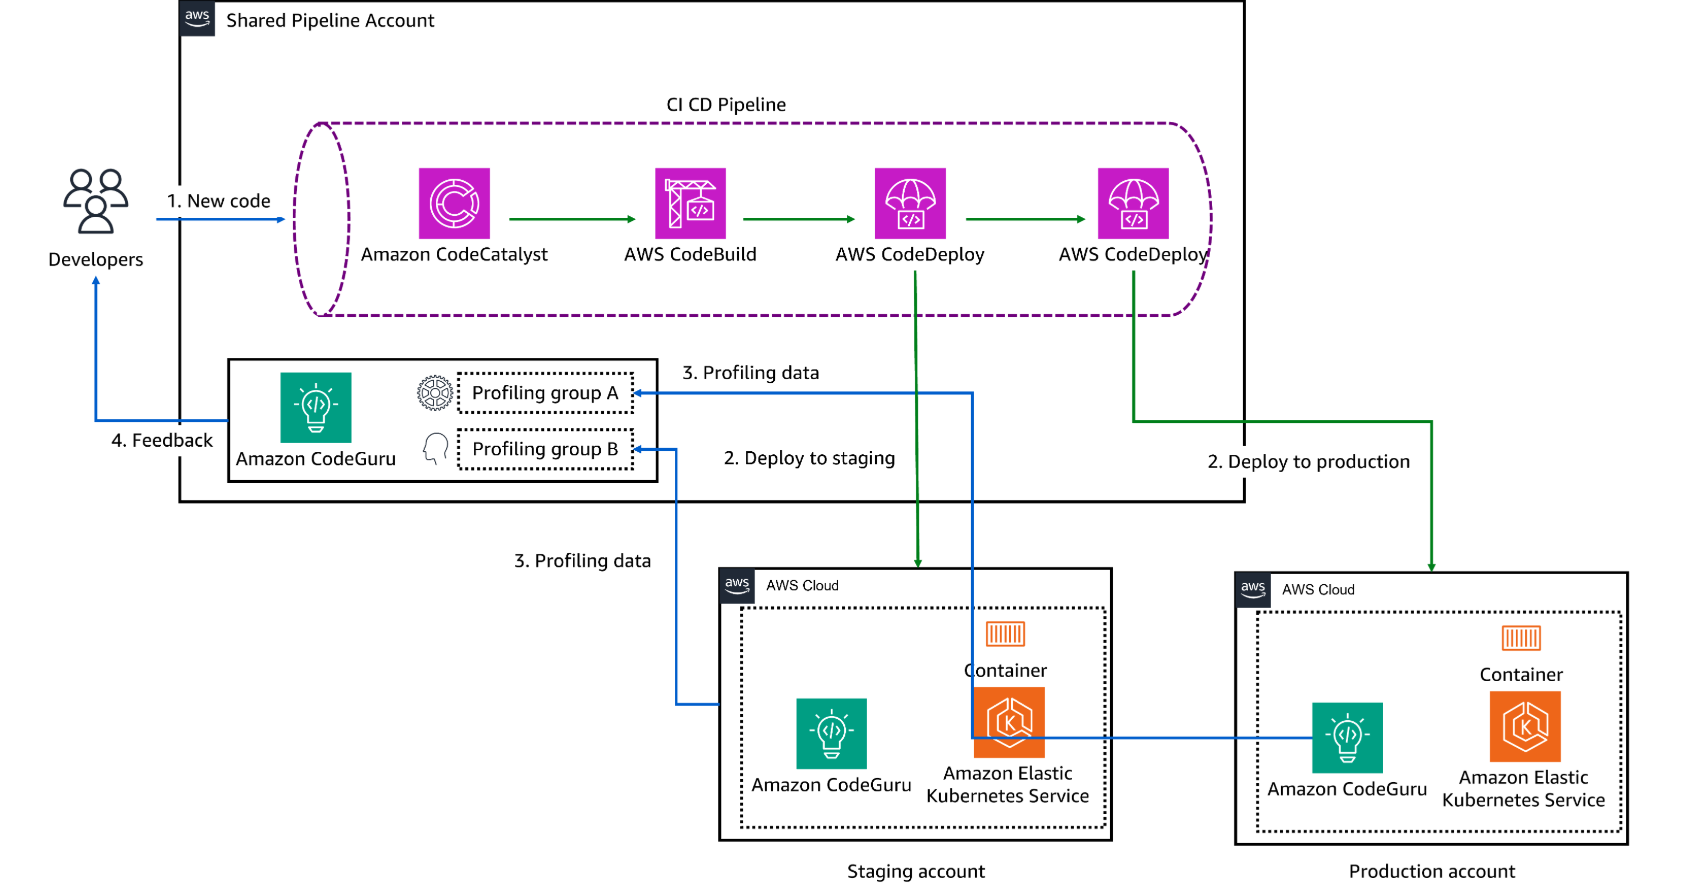 aws
Shared Pipeline Account
CI CD Pipeline
1. New code
Developers
Amazon CodeCatalyst
AWS CodeBuild
AWS CodeDeploy
AWS CodeDeploy
3. Profiling data
Profiling group A
Profiling group B
4. Feedback
Amazon CodeGuru
2. Deploy to staging
2. Deploy to production
3. Profiling data
aws
AWS Cloud
Container
K
Amazon CodeGuru
Amazon Elastic
Kubernetes Service
Staging account
aws
AWS Cloud
Container
K
Amazon CodeGuru
Amazon Elastic
Kubernetes Service
Production account